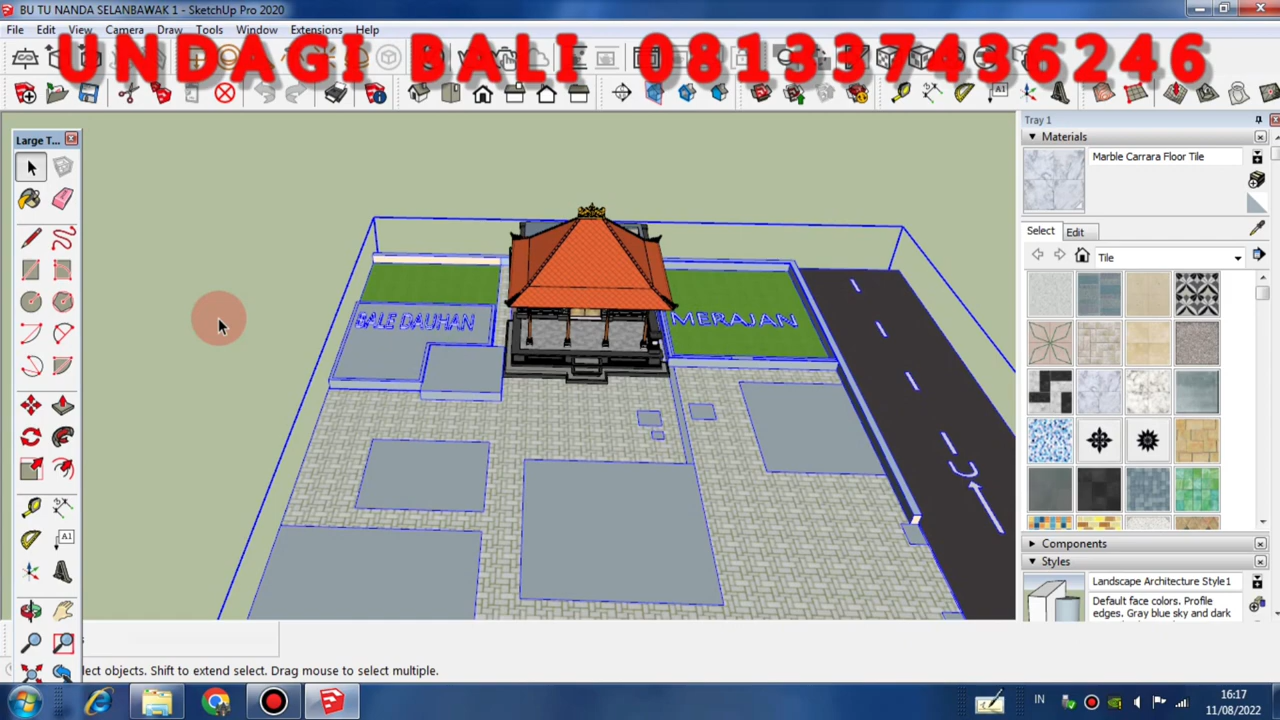 BU TU NANDA SELANBAWAK 1 - SketchUp Pro 2020
File Edit View Camera Draw Tools Window Extensions Help
UNDAGI BALI 081337436246
Large T...
Tray 1
Materials
Marble Carrara Floor Tile
Select Edit
Tile
BALE DAUHAN
MERAJAN
Components
Styles
Landscape Architecture Style1
Default face colors. Profile
edges. Gray blue sky and dark
lect objects. Shift to extend select. Drag mouse to select multiple.
IN
16:17
11/08/2022